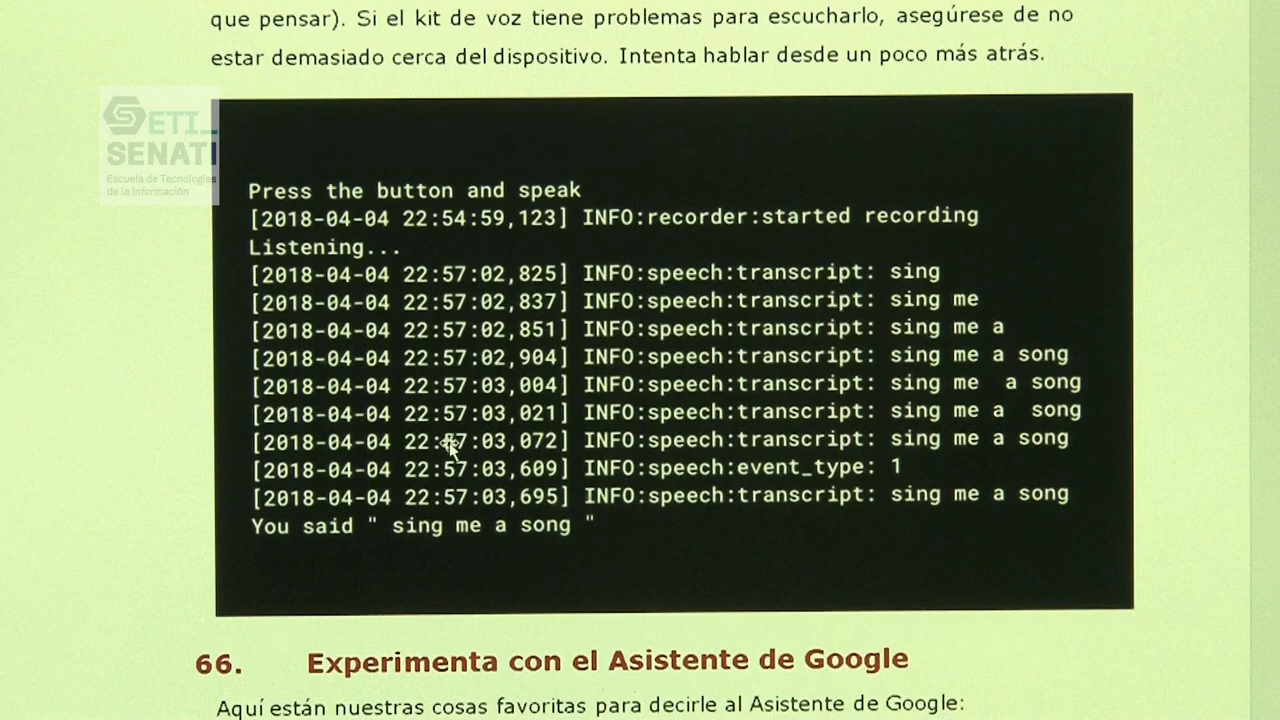 que pensar). Si el kit de voz tiene problemas para escucharlo, asegúrese de no
estar demasiado cerca del dispositivo. Intenta hablar desde un poco más atrás.
ETI_
SENATI
Escuela de Tecnologías
de la Información
Press the button and speak
[2018-04-04 22:54:59,123] INFO:recorder:started recording
Listening...
[2018-04-04 22:57:02,825] INFO:speech:transcript: sing
[2018-04-04 22:57:02,837] INFO:speech:transcript: sing me
[2018-04-04 22:57:02,851] INFO:speech:transcript: sing me a
[2018-04-04 22:57:02,904] INFO:speech:transcript: sing me a song
[2018-04-04 22:57:03,004] INFO:speech:transcript: sing me  a song
[2018-04-04 22:57:03,021] INFO:speech:transcript: sing me a  song
[2018-04-04 22:57:03,072] INFO:speech:transcript: sing me a song
[2018-04-04 22:57:03,609] INFO:speech:event_type: 1
[2018-04-04 22:57:03,695] INFO:speech:transcript: sing me a song
You said " sing me a song "
66. Experimenta con el Asistente de Google
Aquí están nuestras cosas favoritas para decirle al Asistente de Google: